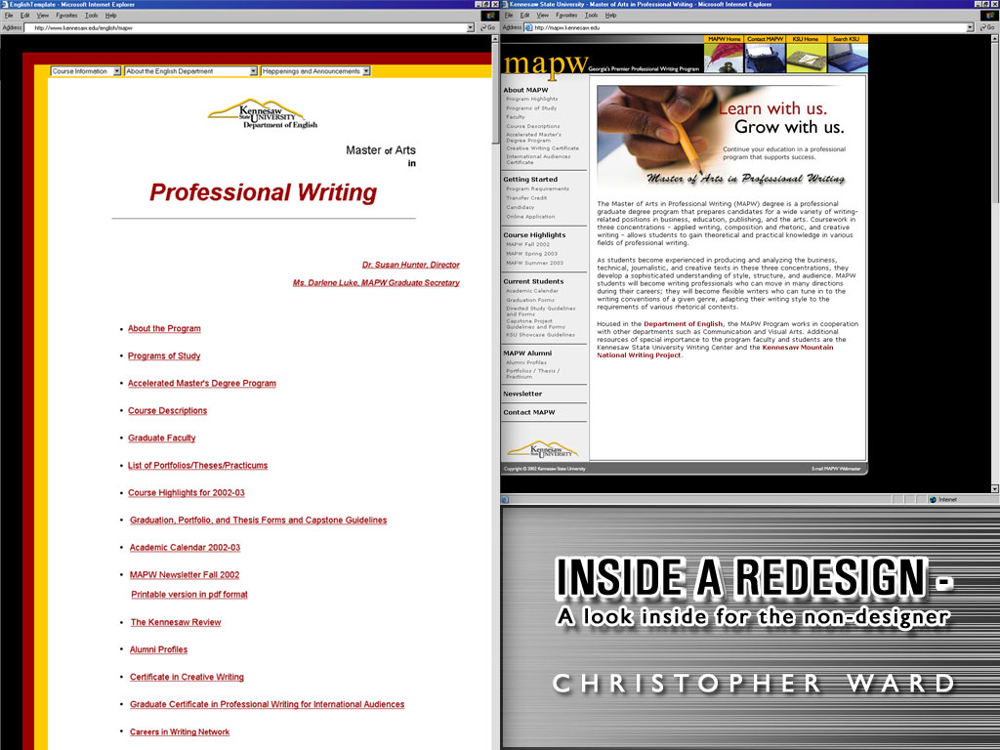 EnglishTemplate - Microsoft Internet Explorer
File Edit View Favorites Tools Help
Address http://www.kennesaw.edu/english/mapw Go
Course Information About the English Department Happenings and Announcements
Kennesaw
State UNIVERSITY
Department of English
Master of Arts
in
Professional Writing
Dr. Susan Hunter, Director
Ms. Darlene Luke, MAPW Graduate Secretary
• About the Program
• Programs of Study
• Accelerated Master's Degree Program
• Course Descriptions
• Graduate Faculty
• List of Portfolios/Theses/Practicums
• Course Highlights for 2002-03
• Graduation, Portfolio, and Thesis Forms and Capstone Guidelines
• Academic Calendar 2002-03
• MAPW Newsletter Fall 2002
Printable version in pdf format
• The Kennesaw Review
• Alumni Profiles
• Certificate in Creative Writing
• Graduate Certificate in Professional Writing for International Audiences
• Careers in Writing Network
Kennesaw State University - Master of Arts in Professional Writing - Microsoft Internet Explorer
File Edit View Favorites Tools Help
Address http://mapw.kennesaw.edu Go
MAPW Home Contact MAPW KSU Home Search KSU
mapw Georgia's Premier Professional Writing Program
About MAPW
Program Highlights
Programs of Study
Faculty
Course Descriptions
Accelerated Master's
Degree Program
Creative Writing Certificate
International Audiences
Certificate
Getting Started
Program Requirements
Transfer Credit
Candidacy
Online Application
Course Highlights
MAPW Fall 2002
MAPW Spring 2003
MAPW Summer 2003
Current Students
Academic Calendar
Graduation Forms
Directed Study Guidelines
and Forms
Capstone Project
Guidelines and Forms
KSU Showcase Guidelines
MAPW Alumni
Alumni Profiles
Portfolios / Thesis /
Practicum
Newsletter
Contact MAPW
Kennesaw
State UNIVERSITY
Learn with us.
Grow with us.
Continue your education in a professional
program that supports success.
Master of Arts in Professional Writing
The Master of Arts in Professional Writing (MAPW) degree is a professional
graduate degree program that prepares candidates for a wide variety of writing-
related positions in business, education, publishing, and the arts. Coursework in
three concentrations - applied writing, composition and rhetoric, and creative
writing - allows students to gain theoretical and practical knowledge in various
fields of professional writing.
As students become experienced in producing and analyzing the business,
technical, journalistic, and creative texts in these three concentrations, they
develop a sophisticated understanding of style, structure, and audience. MAPW
students will become writing professionals who can move in many directions
during their careers; they will become flexible writers who can tune in to the
writing conventions of a given genre, adapting their writing style to the
requirements of various rhetorical contexts.
Housed in the Department of English, the MAPW Program works in cooperation
with other departments such as Communication and Visual Arts. Additional
resources of special importance to the program faculty and students are the
Kennesaw State University Writing Center and the Kennesaw Mountain
National Writing Project.
Copyright © 2002 Kennesaw State University E-mail MAPW Webmaster
Internet
INSIDE A REDESIGN -
A look inside for the non-designer
CHRISTOPHER WARD